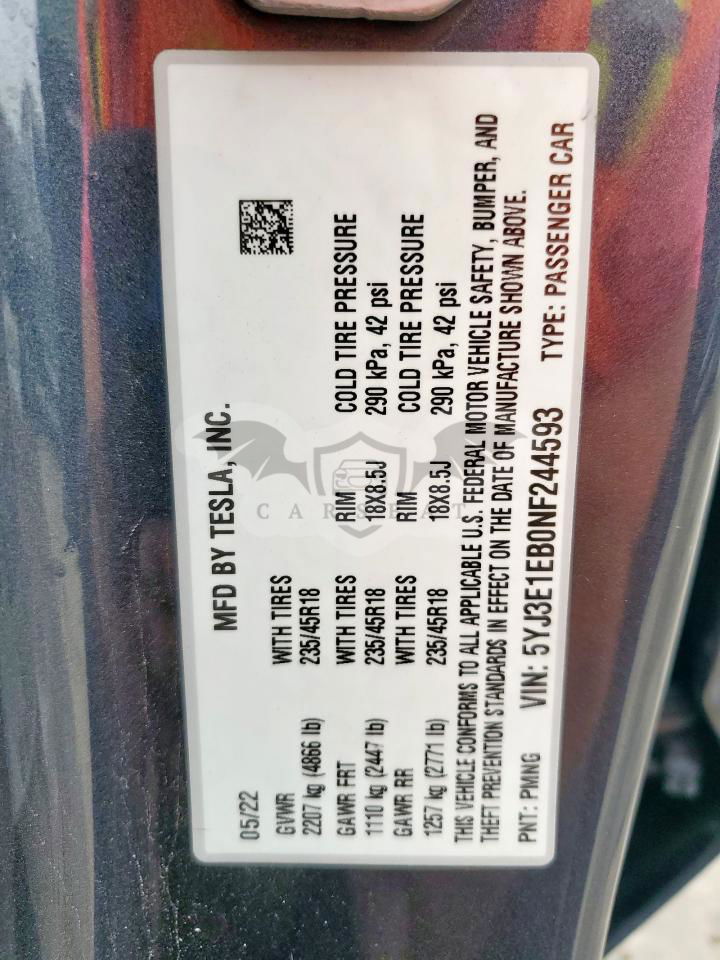 MFD BY TESLA, INC.
05/22
GVWR WITH TIRES
2207 kg (4866 lb) 235/45R18
GAWR FRT WITH TIRES RIM COLD TIRE PRESSURE
1110 kg (2447 lb) 235/45R18 18X8.5J 290 kPa, 42 psi
GAWR RR WITH TIRES RIM COLD TIRE PRESSURE
1257 kg (2771 lb) 235/45R18 18X8.5J 290 kPa, 42 psi
THIS VEHICLE CONFORMS TO ALL APPLICABLE U.S. FEDERAL MOTOR VEHICLE SAFETY, BUMPER, AND
THEFT PREVENTION STANDARDS IN EFFECT ON THE DATE OF MANUFACTURE SHOWN ABOVE.
PNT: PMNG VIN: 5YJ3E1EB0NF244593 TYPE: PASSENGER CAR